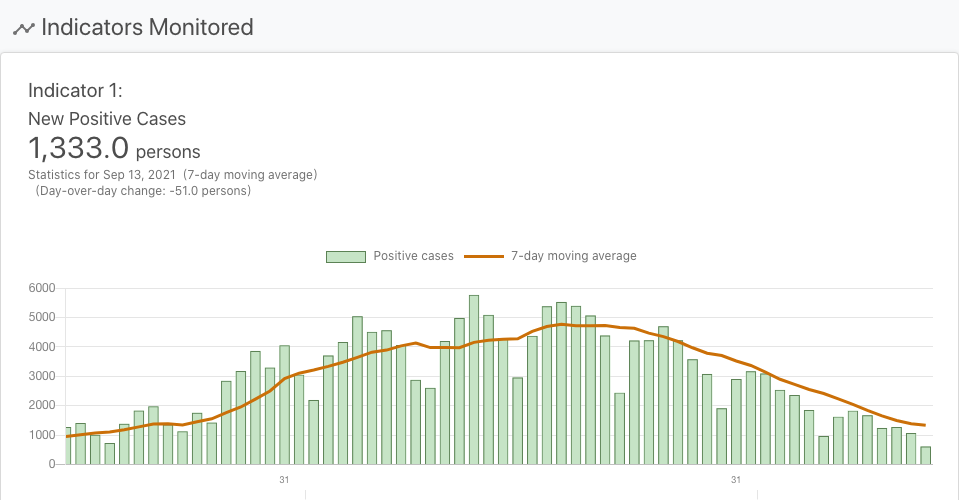 Indicators Monitored
Indicator 1:
New Positive Cases
1,333.0 persons
Statistics for Sep 13, 2021 (7-day moving average)
(Day-over-day change: -51.0 persons)
Positive cases 7-day moving average
6000
5000
4000
3000
2000
1000
0
31 31